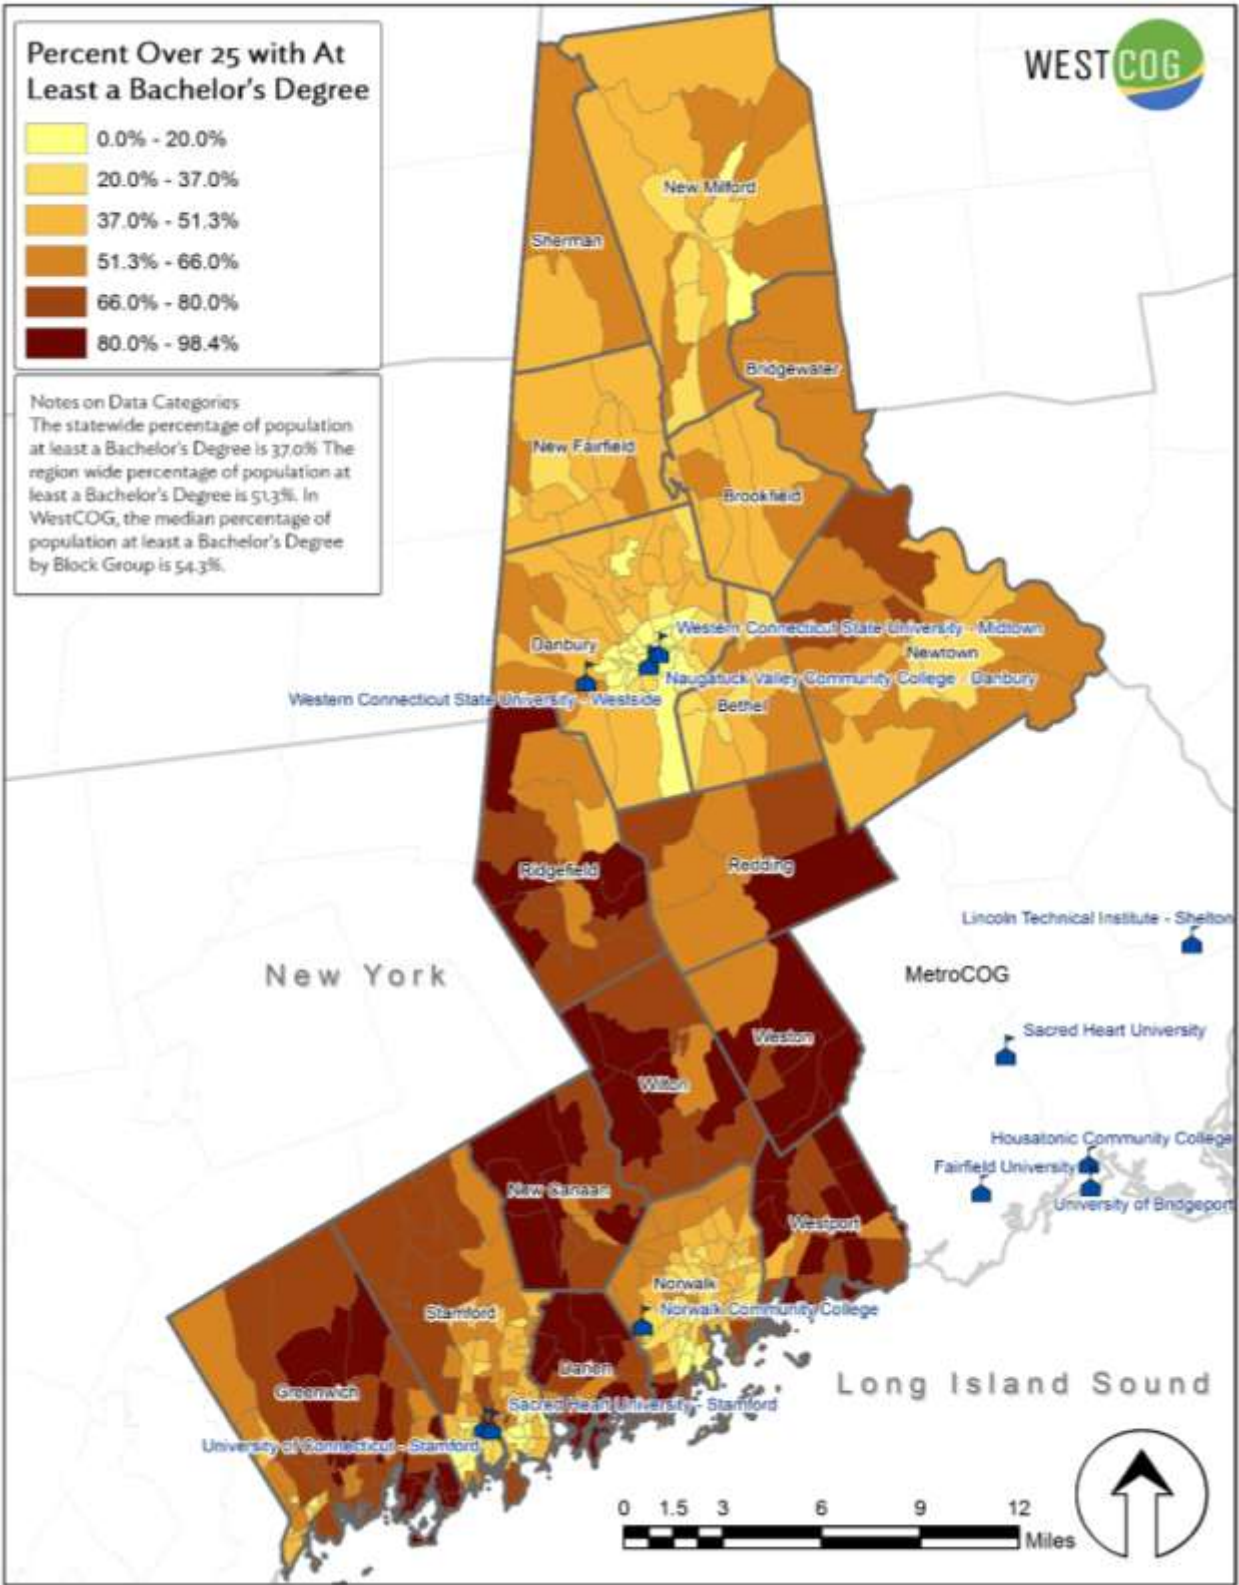 Percent Over 25 with At
Least a Bachelor's Degree
0.0% - 20.0%
20.0% - 37.0%
37.0% - 51.3%
51.3% - 66.0%
66.0% - 80.0%
80.0% - 98.4%
Notes on Data Categories
The statewide percentage of population
at least a Bachelor's Degree is 37.0% The
region wide percentage of population at
least a Bachelor's Degree is 51.3%. In
WestCOG, the median percentage of
population at least a Bachelor's Degree
by Block Group is 54.3%.
WESTCOG
New Milford
Sherman
Bridgewater
New Fairfield
Brookfield
Western Connecticut State University - Midtown
Danbury
Newtown
Naugatuck Valley Community College - Danbury
Western Connecticut State University - Westside
Bethel
Ridgefield
Redding
Lincoln Technical Institute - Shelton
New York
MetroCOG
Sacred Heart University
Weston
Wilton
Housatonic Community College
Fairfield University
New Canaan
University of Bridgeport
Westport
Norwalk
Stamford
Norwalk Community College
Darien
Long Island Sound
Greenwich
Sacred Heart University - Stamford
University of Connecticut - Stamford
0 1.5 3 6 9 12
Miles